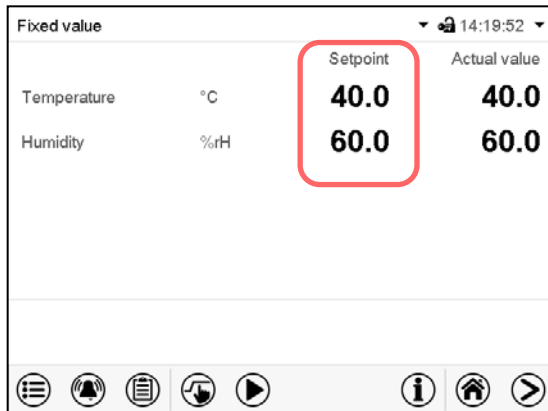 Fixed value 14:19:52
Setpoint Actual value
Temperature °C 40.0 40.0
Humidity %rH 60.0 60.0